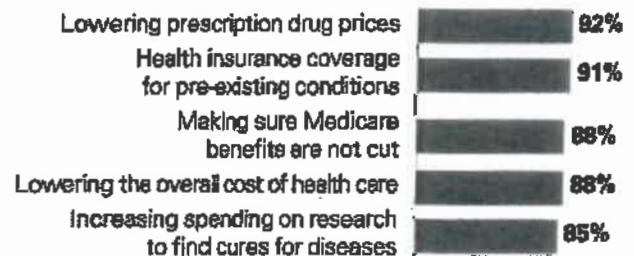 Lowering prescription drug prices 92%
Health insurance coverage
for pre-existing conditions 91%
Making sure Medicare
benefits are not cut 88%
Lowering the overall cost of health care 88%
Increasing spending on research
to find cures for diseases 85%